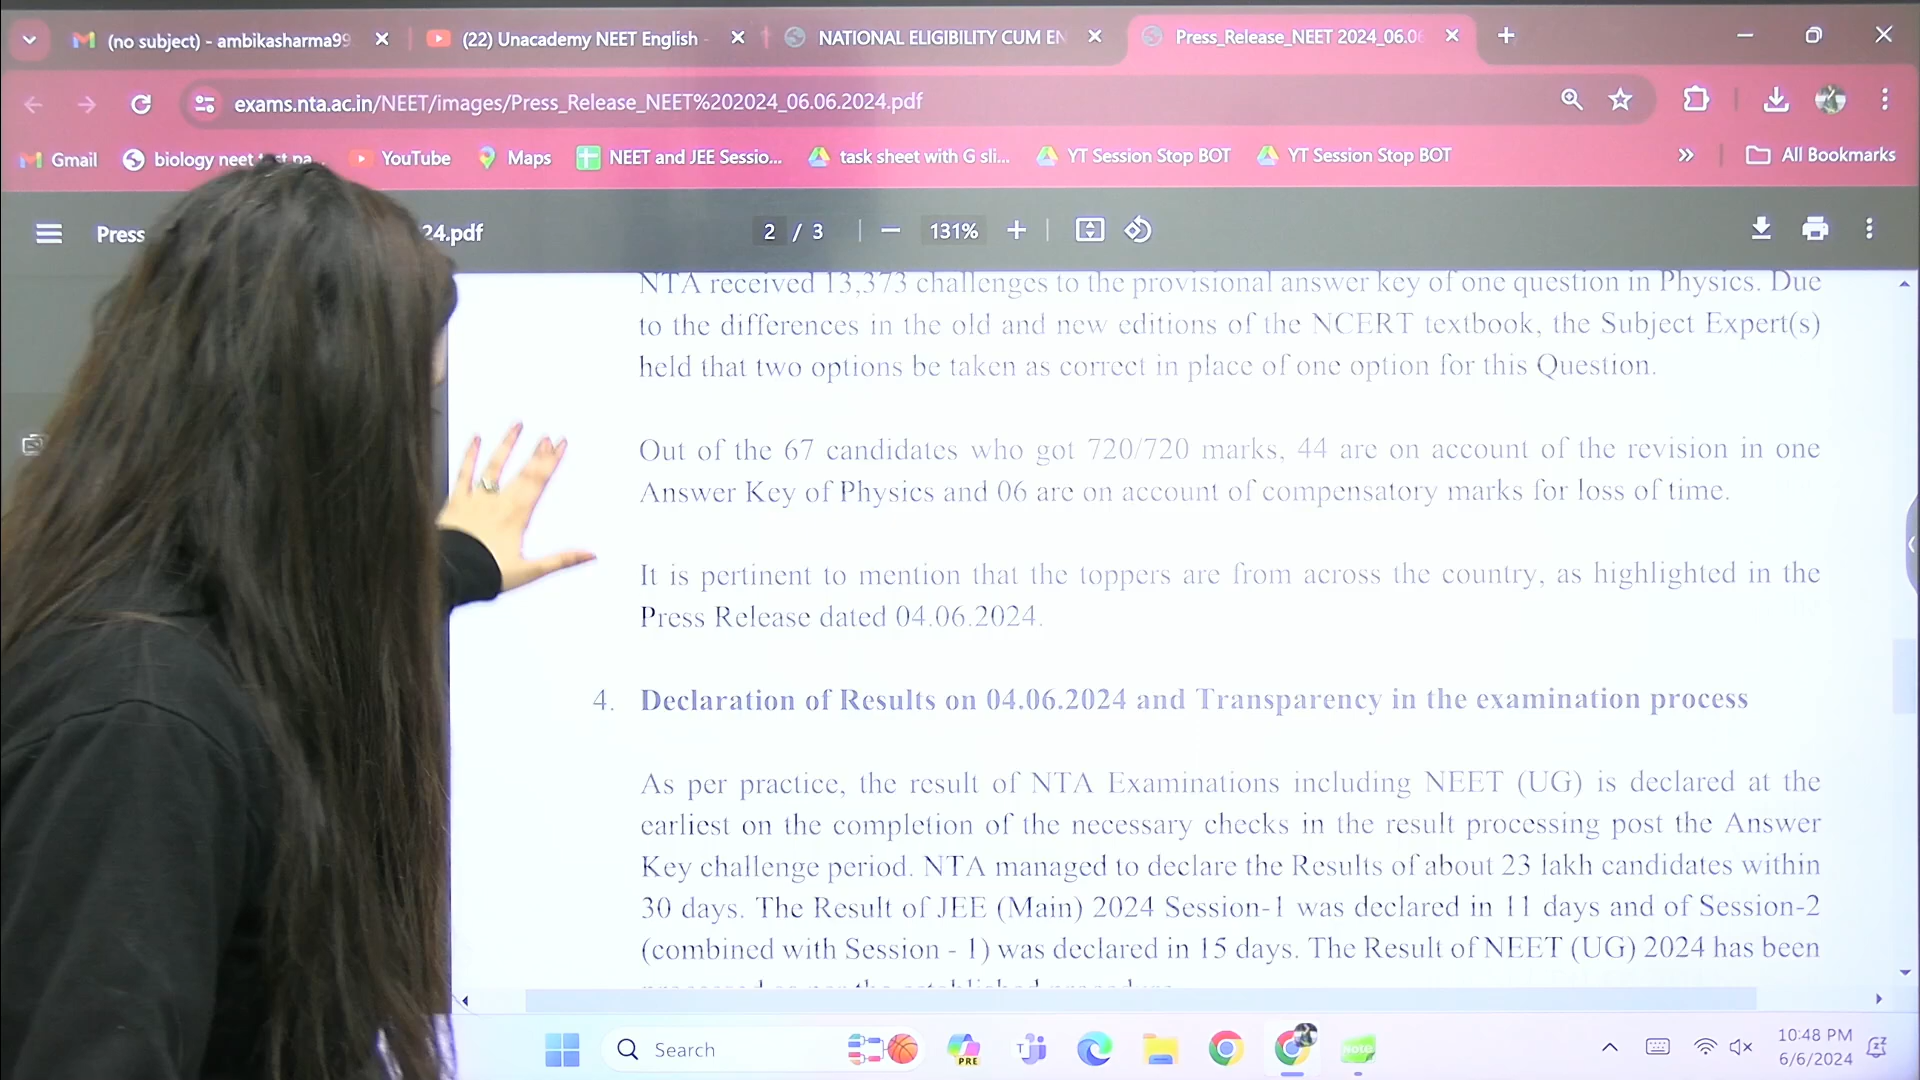 (no subject) - ambikasharma99
(22) Unacademy NEET English
NATIONAL ELIGIBILITY CUM EN
Press_Release_NEET 2024_06.06
exams.nta.ac.in/NEET/images/Press_Release_NEET%202024_06.06.2024.pdf
Gmail
biology neet test pa...
YouTube
Maps
NEET and JEE Sessio...
task sheet with G sli...
YT Session Stop BOT
YT Session Stop BOT
All Bookmarks
Press 24.pdf
2 / 3
131%
NTA received 13,373 challenges to the provisional answer key of one question in Physics. Due
to the differences in the old and new editions of the NCERT textbook, the Subject Expert(s)
held that two options be taken as correct in place of one option for this Question.
Out of the 67 candidates who got 720/720 marks, 44 are on account of the revision in one
Answer Key of Physics and 06 are on account of compensatory marks for loss of time.
It is pertinent to mention that the toppers are from across the country, as highlighted in the
Press Release dated 04.06.2024.
4. Declaration of Results on 04.06.2024 and Transparency in the examination process
As per practice, the result of NTA Examinations including NEET (UG) is declared at the
earliest on the completion of the necessary checks in the result processing post the Answer
Key challenge period. NTA managed to declare the Results of about 23 lakh candidates within
30 days. The Result of JEE (Main) 2024 Session-1 was declared in 11 days and of Session-2
(combined with Session - 1) was declared in 15 days. The Result of NEET (UG) 2024 has been
Search
PRE
10:48 PM
6/6/2024